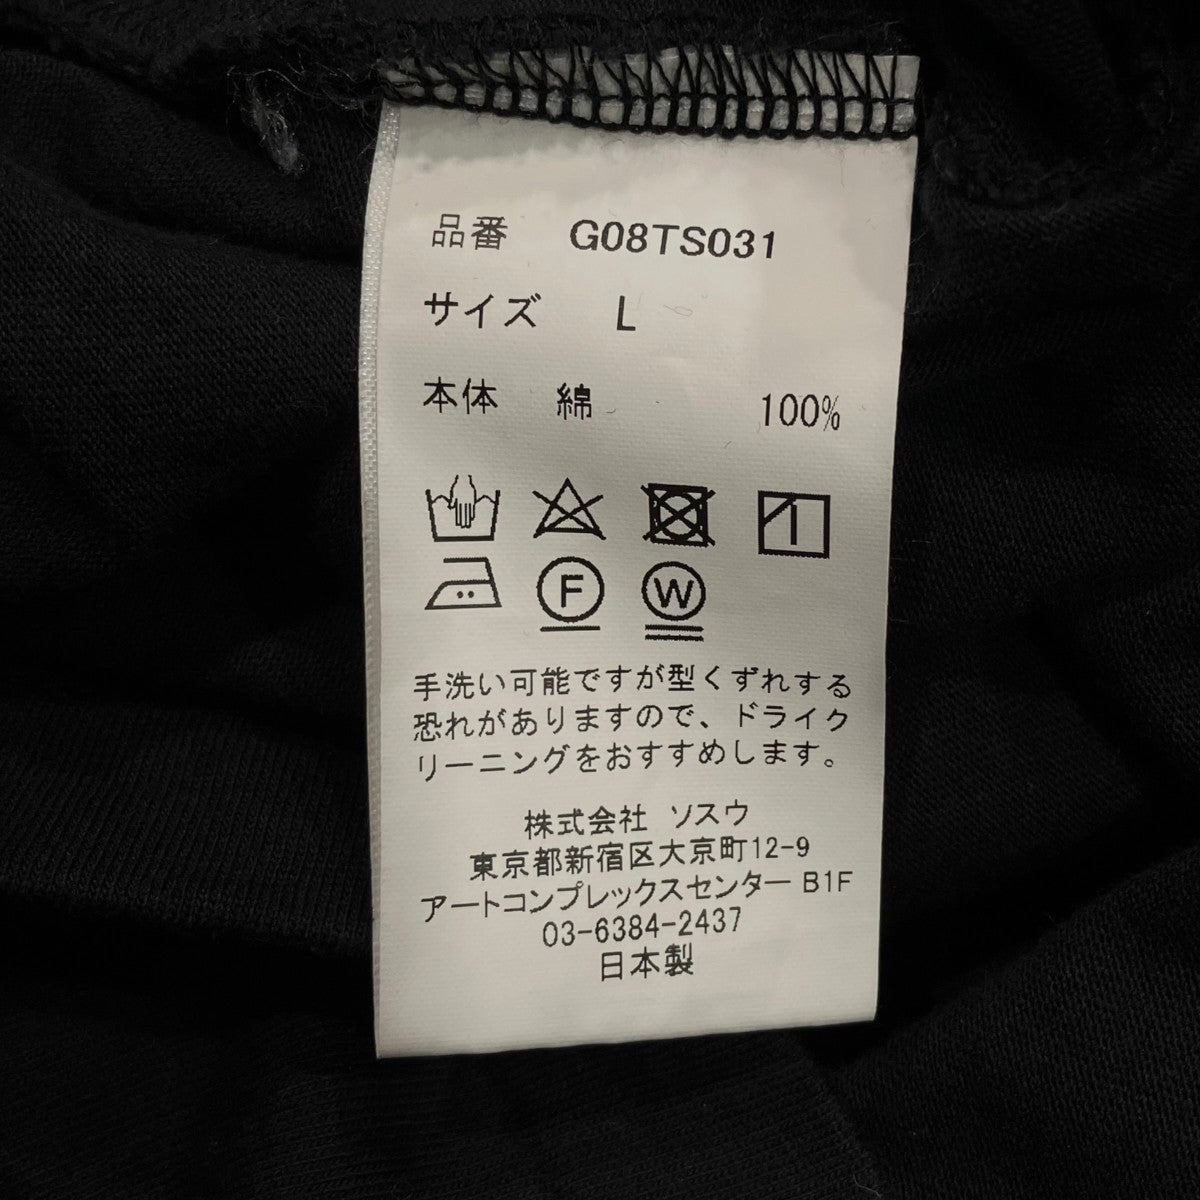 品番 G08TS031
サイズ L
本体 綿 100%
F W
手洗い可能ですが型くずれする
恐れがありますので、ドライク
リーニングをおすすめします。
株式会社 ソスウ
東京都新宿区大京町12-9
アートコンプレックスセンター B1F
03-6384-2437
日本製